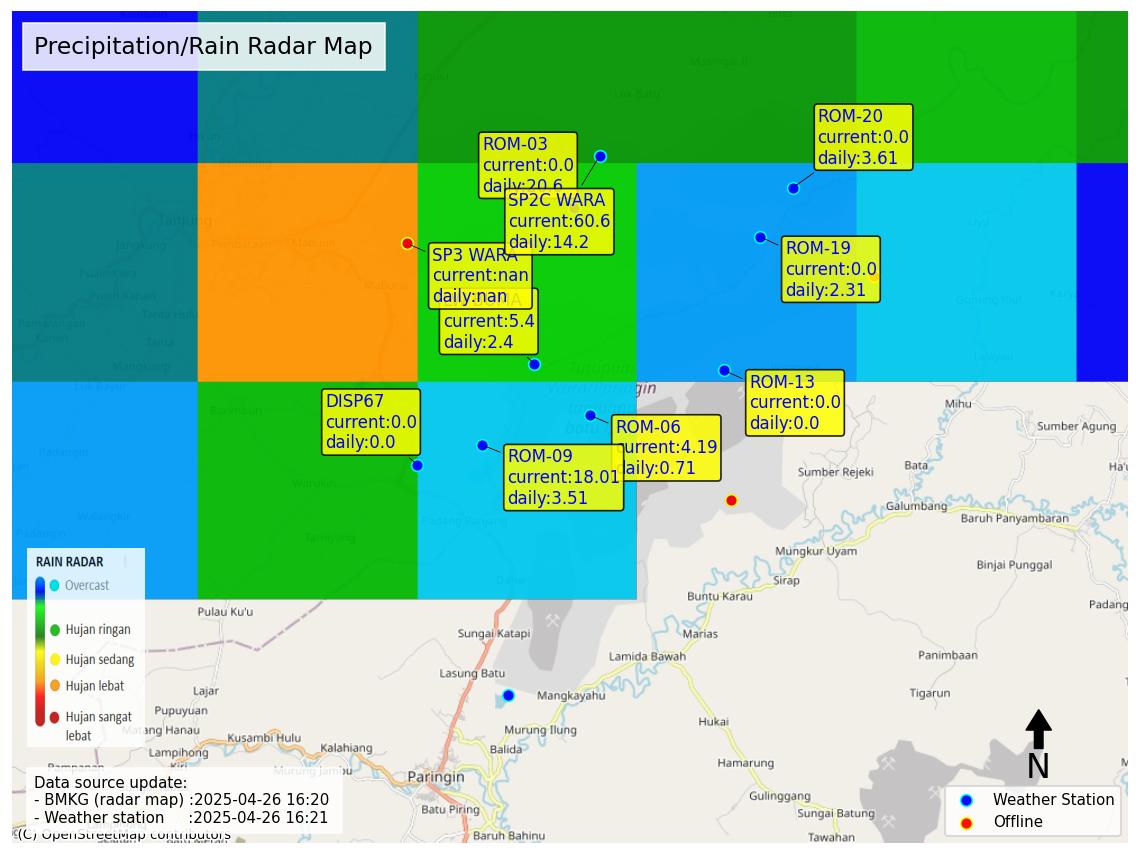 Precipitation/Rain Radar Map
ROM-20
current:0.0
daily:3.61
ROM-03
current:0.0
daily:20.6
SP2C WARA
current:60.6
daily:14.2
ROM-19
current:0.0
daily:2.31
SP3 WARA
current:nan
daily:nan
current:5.4
daily:2.4
ROM-13
current:0.0
daily:0.0
DISP67
current:0.0
daily:0.0
ROM-06
current:4.19
daily:0.71
ROM-09
current:18.01
daily:3.51
Tanjung
Mihu
Sumber Agung
Bata
Sumber Rejeki
Galumbang
Baruh Panyambaran
Mungkur Uyam
Binjai Punggal
Sirap
Buntu Karau
Padang
Marias
Pulau Ku'u
Sungai Katapi
Lamida Bawah
Panimbaan
Lasung Batu
Mangkayahu
Tigarun
Lajar
Pupuyuan
Matang Hanau
Hukai
Kusambi Hulu
Murung Ilung
Lampihong
Kalahiang
Balida
Hamarung
Murung Jambu
Paringin
Gulinggang
Batu Piring
Sungai Batung
Baruh Bahinu
Tawahan
RAIN RADAR
Overcast
Hujan ringan
Hujan sedang
Hujan lebat
Hujan sangat
lebat
Data source update:
- BMKG (radar map) :2025-04-26 16:20
- Weather station :2025-04-26 16:21
(C) OpenStreetMap contributors
N
Weather Station
Offline